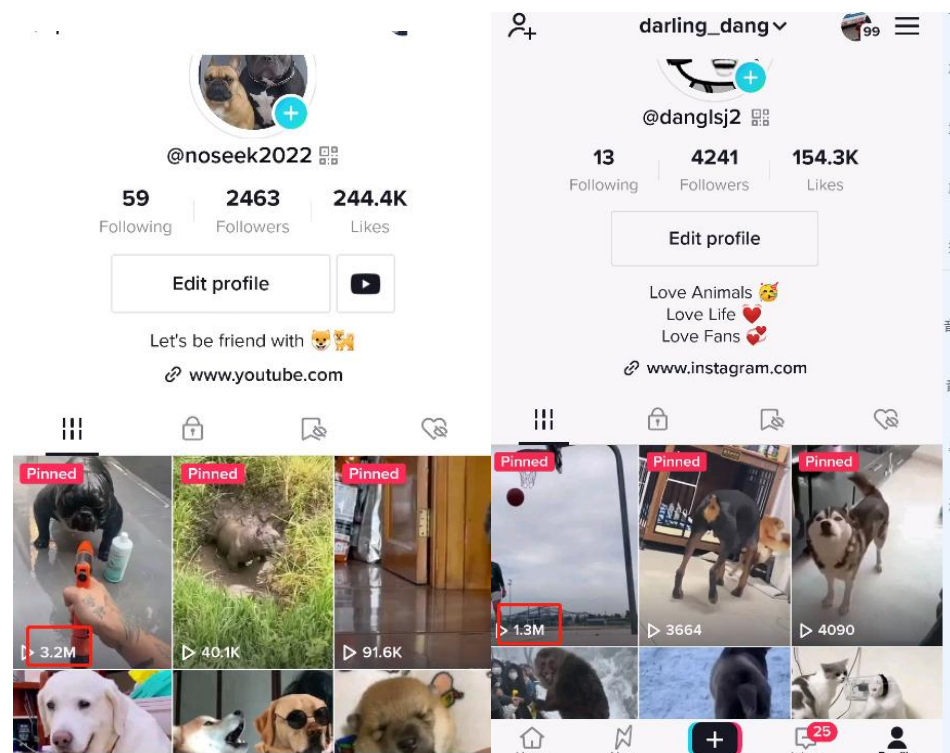 @noseek2022
59 2463 244.4K
Following Followers Likes
Edit profile
Let's be friend with
www.youtube.com
Pinned Pinned Pinned
3.2M 40.1K 91.6K
darling_dang
99
@danglsj2
13 4241 154.3K
Following Followers Likes
Edit profile
Love Animals
Love Life
Love Fans
www.instagram.com
Pinned Pinned Pinned
1.3M 3664 4090
25